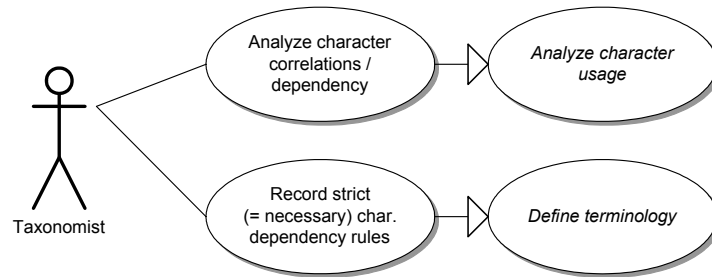 Analyze character
correlations /
dependency
Analyze character
usage
Taxonomist
Record strict
(= necessary) char.
dependency rules
Define terminology